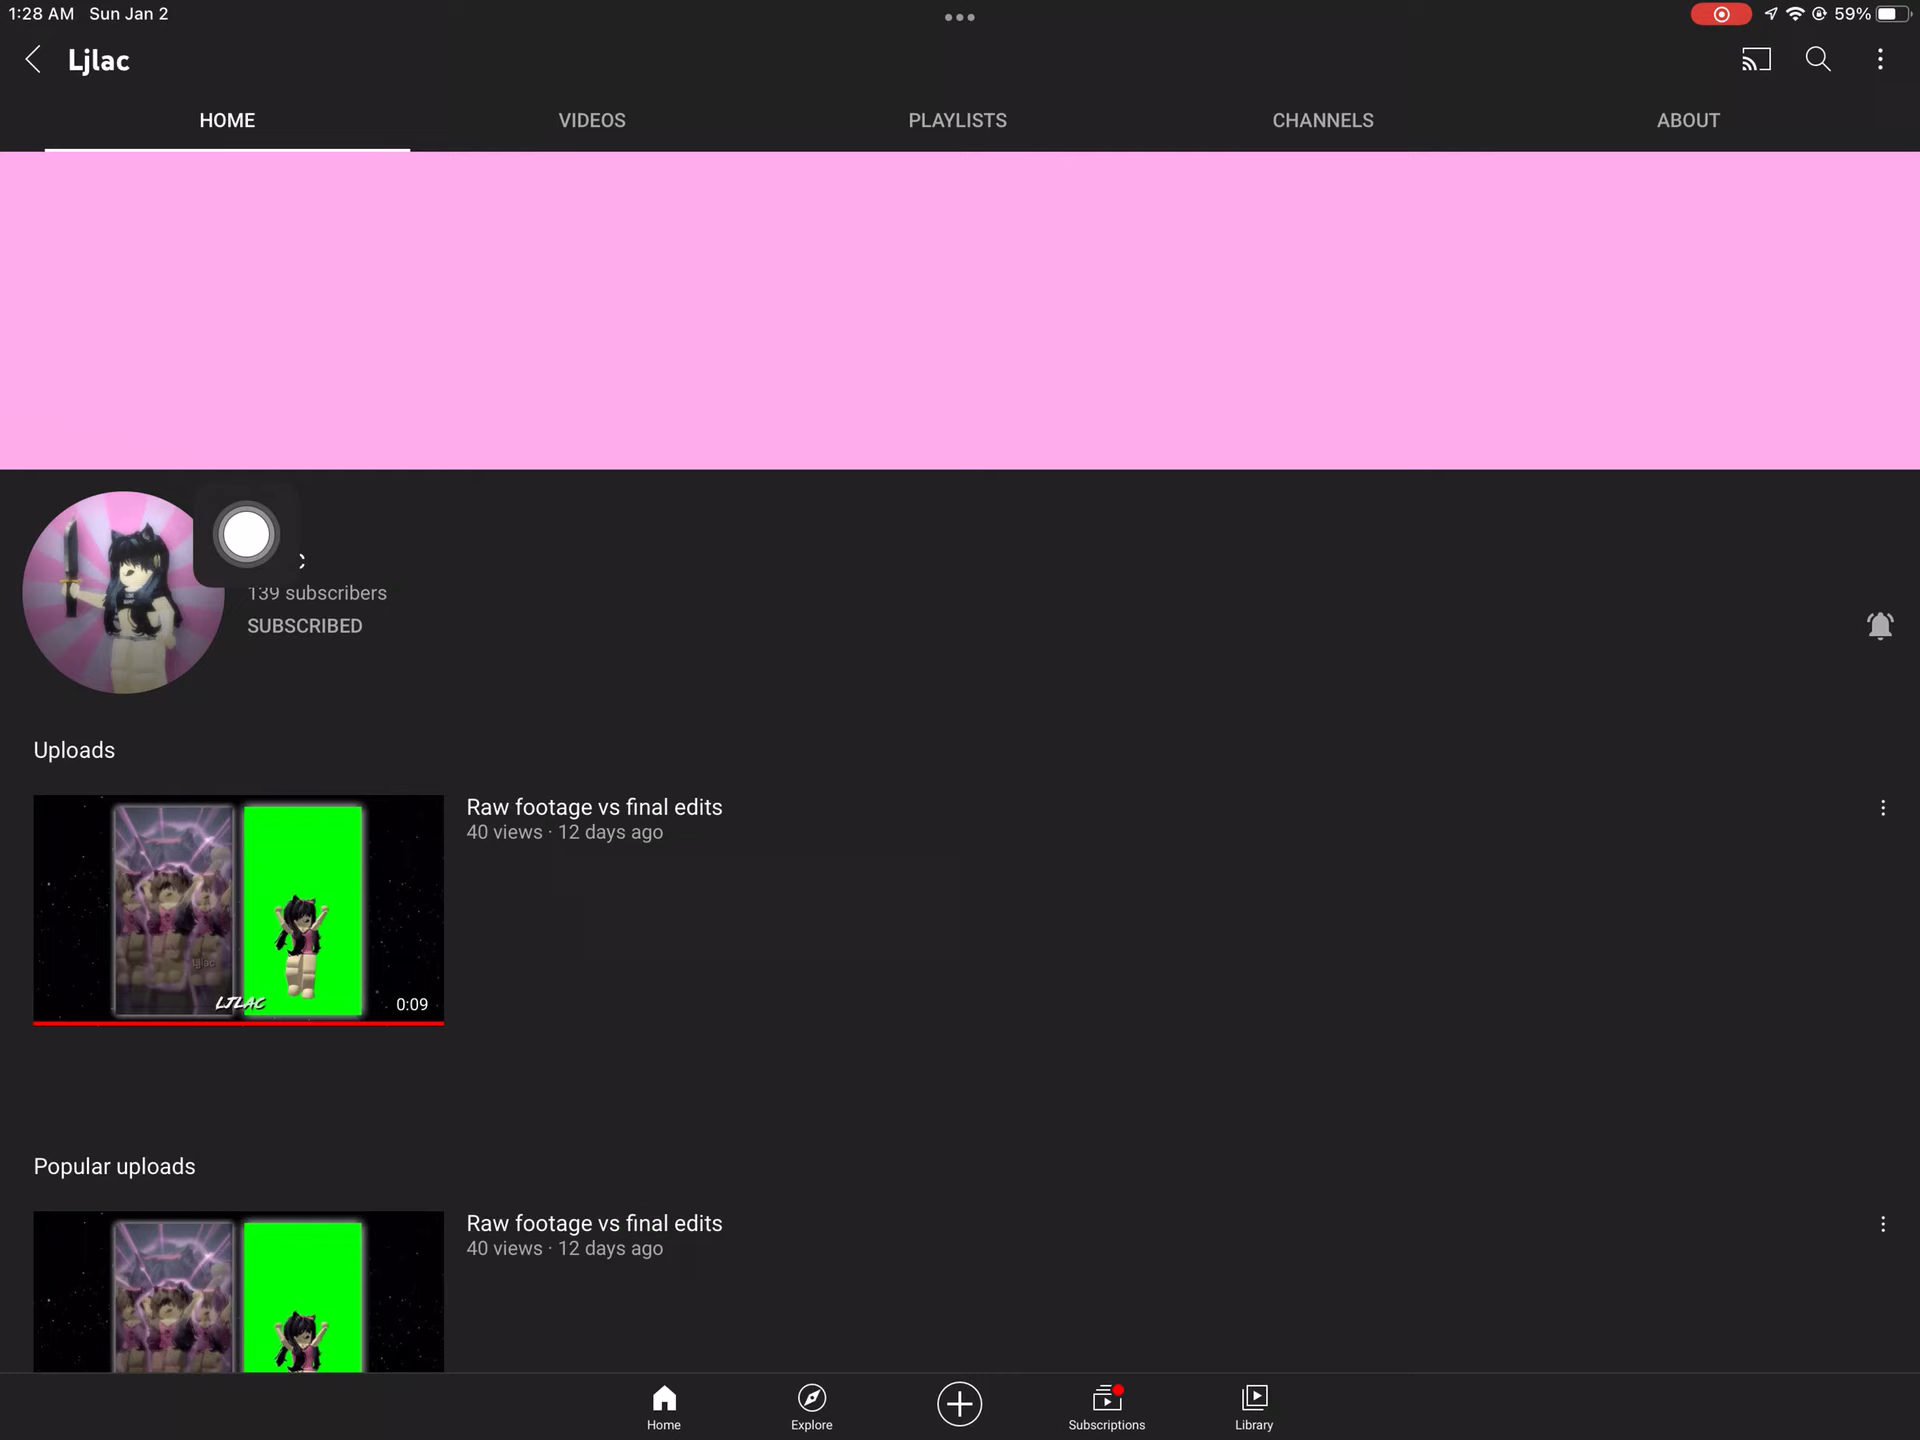 1:28 AM Sun Jan 2
59%
Ljlac
HOME VIDEOS PLAYLISTS CHANNELS ABOUT
139 subscribers
SUBSCRIBED
Uploads
Raw footage vs final edits
40 views · 12 days ago
LJLAC
0:09
Popular uploads
Raw footage vs final edits
40 views · 12 days ago
Home Explore Subscriptions Library